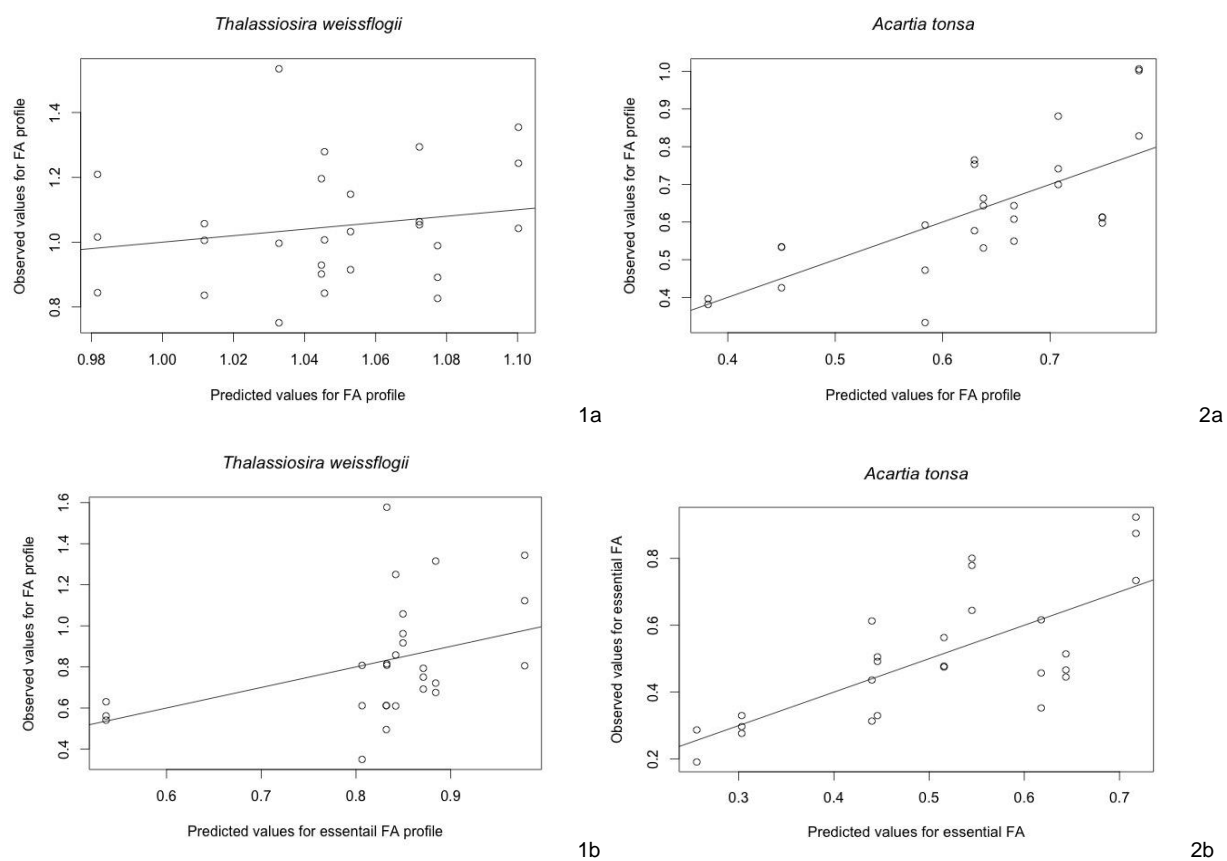 Thalassiosira weissflogii
Observed values for FA profile
0.8 1.0 1.2 1.4
0.98 1.00 1.02 1.04 1.06 1.08 1.10
Predicted values for FA profile
1a
Acartia tonsa
Observed values for FA profile
0.4 0.5 0.6 0.7 0.8 0.9 1.0
0.4 0.5 0.6 0.7
Predicted values for FA profile
2a
Thalassiosira weissflogii
Observed values for FA profile
0.4 0.6 0.8 1.0 1.2 1.4 1.6
0.6 0.7 0.8 0.9
Predicted values for essentail FA profile
1b
Acartia tonsa
Observed values for essential FA
0.2 0.4 0.6 0.8
0.3 0.4 0.5 0.6 0.7
Predicted values for essential FA
2b